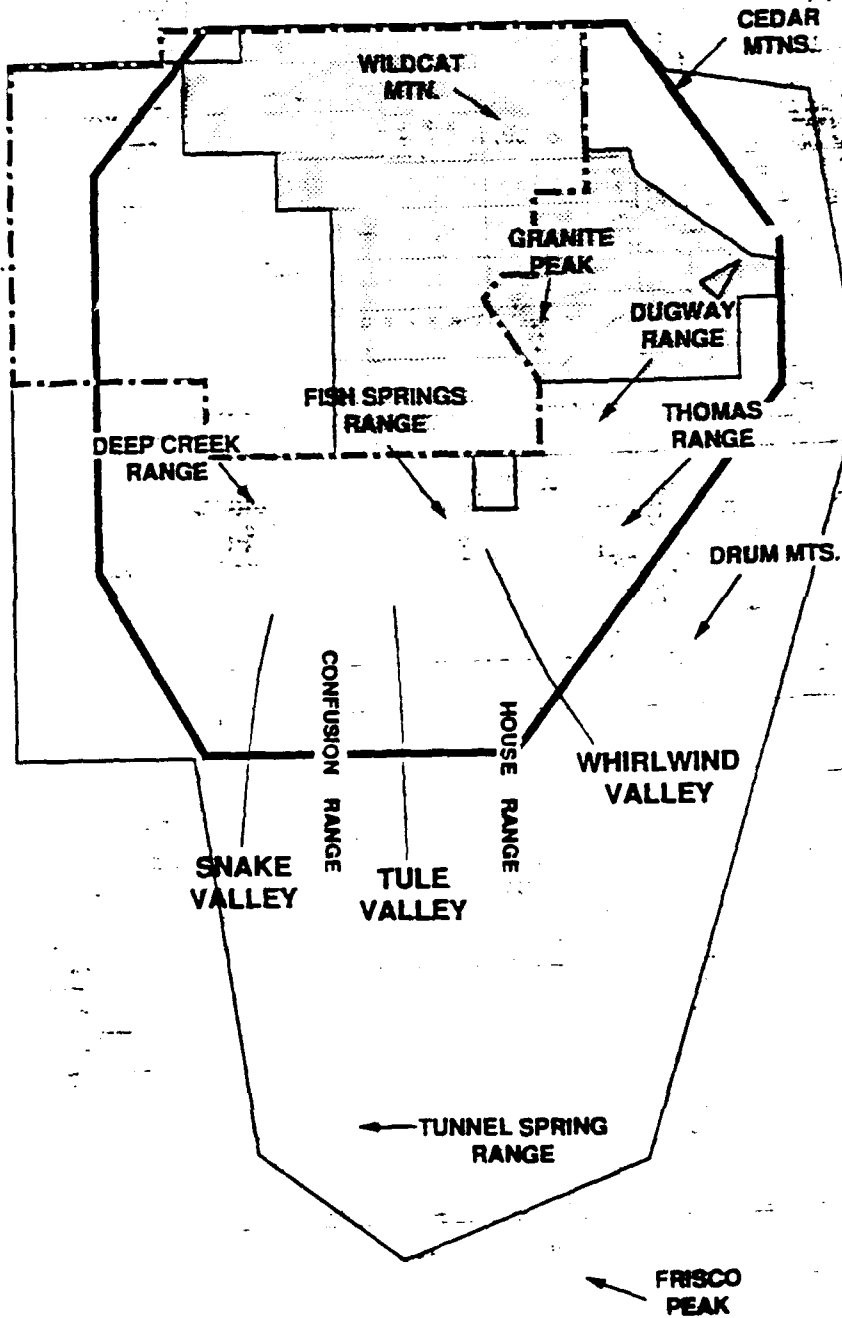 CEDAR
MTNS.
WILDCAT
MTN.
GRANITE
PEAK
DUGWAY
RANGE
FISH SPRINGS
RANGE
THOMAS
RANGE
DEEP CREEK
RANGE
DRUM MTS.
CONFUSION RANGE
HOUSE RANGE
WHIRLWIND
VALLEY
SNAKE
VALLEY
TULE
VALLEY
TUNNEL SPRING
RANGE
FRISCO
PEAK